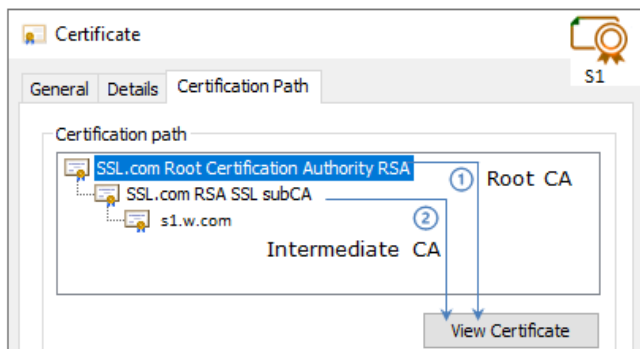 Certificate
S1
General Details Certification Path
Certification path
SSL.com Root Certification Authority RSA
1 Root CA
SSL.com RSA SSL subCA
2
s1.w.com
Intermediate CA
View Certificate